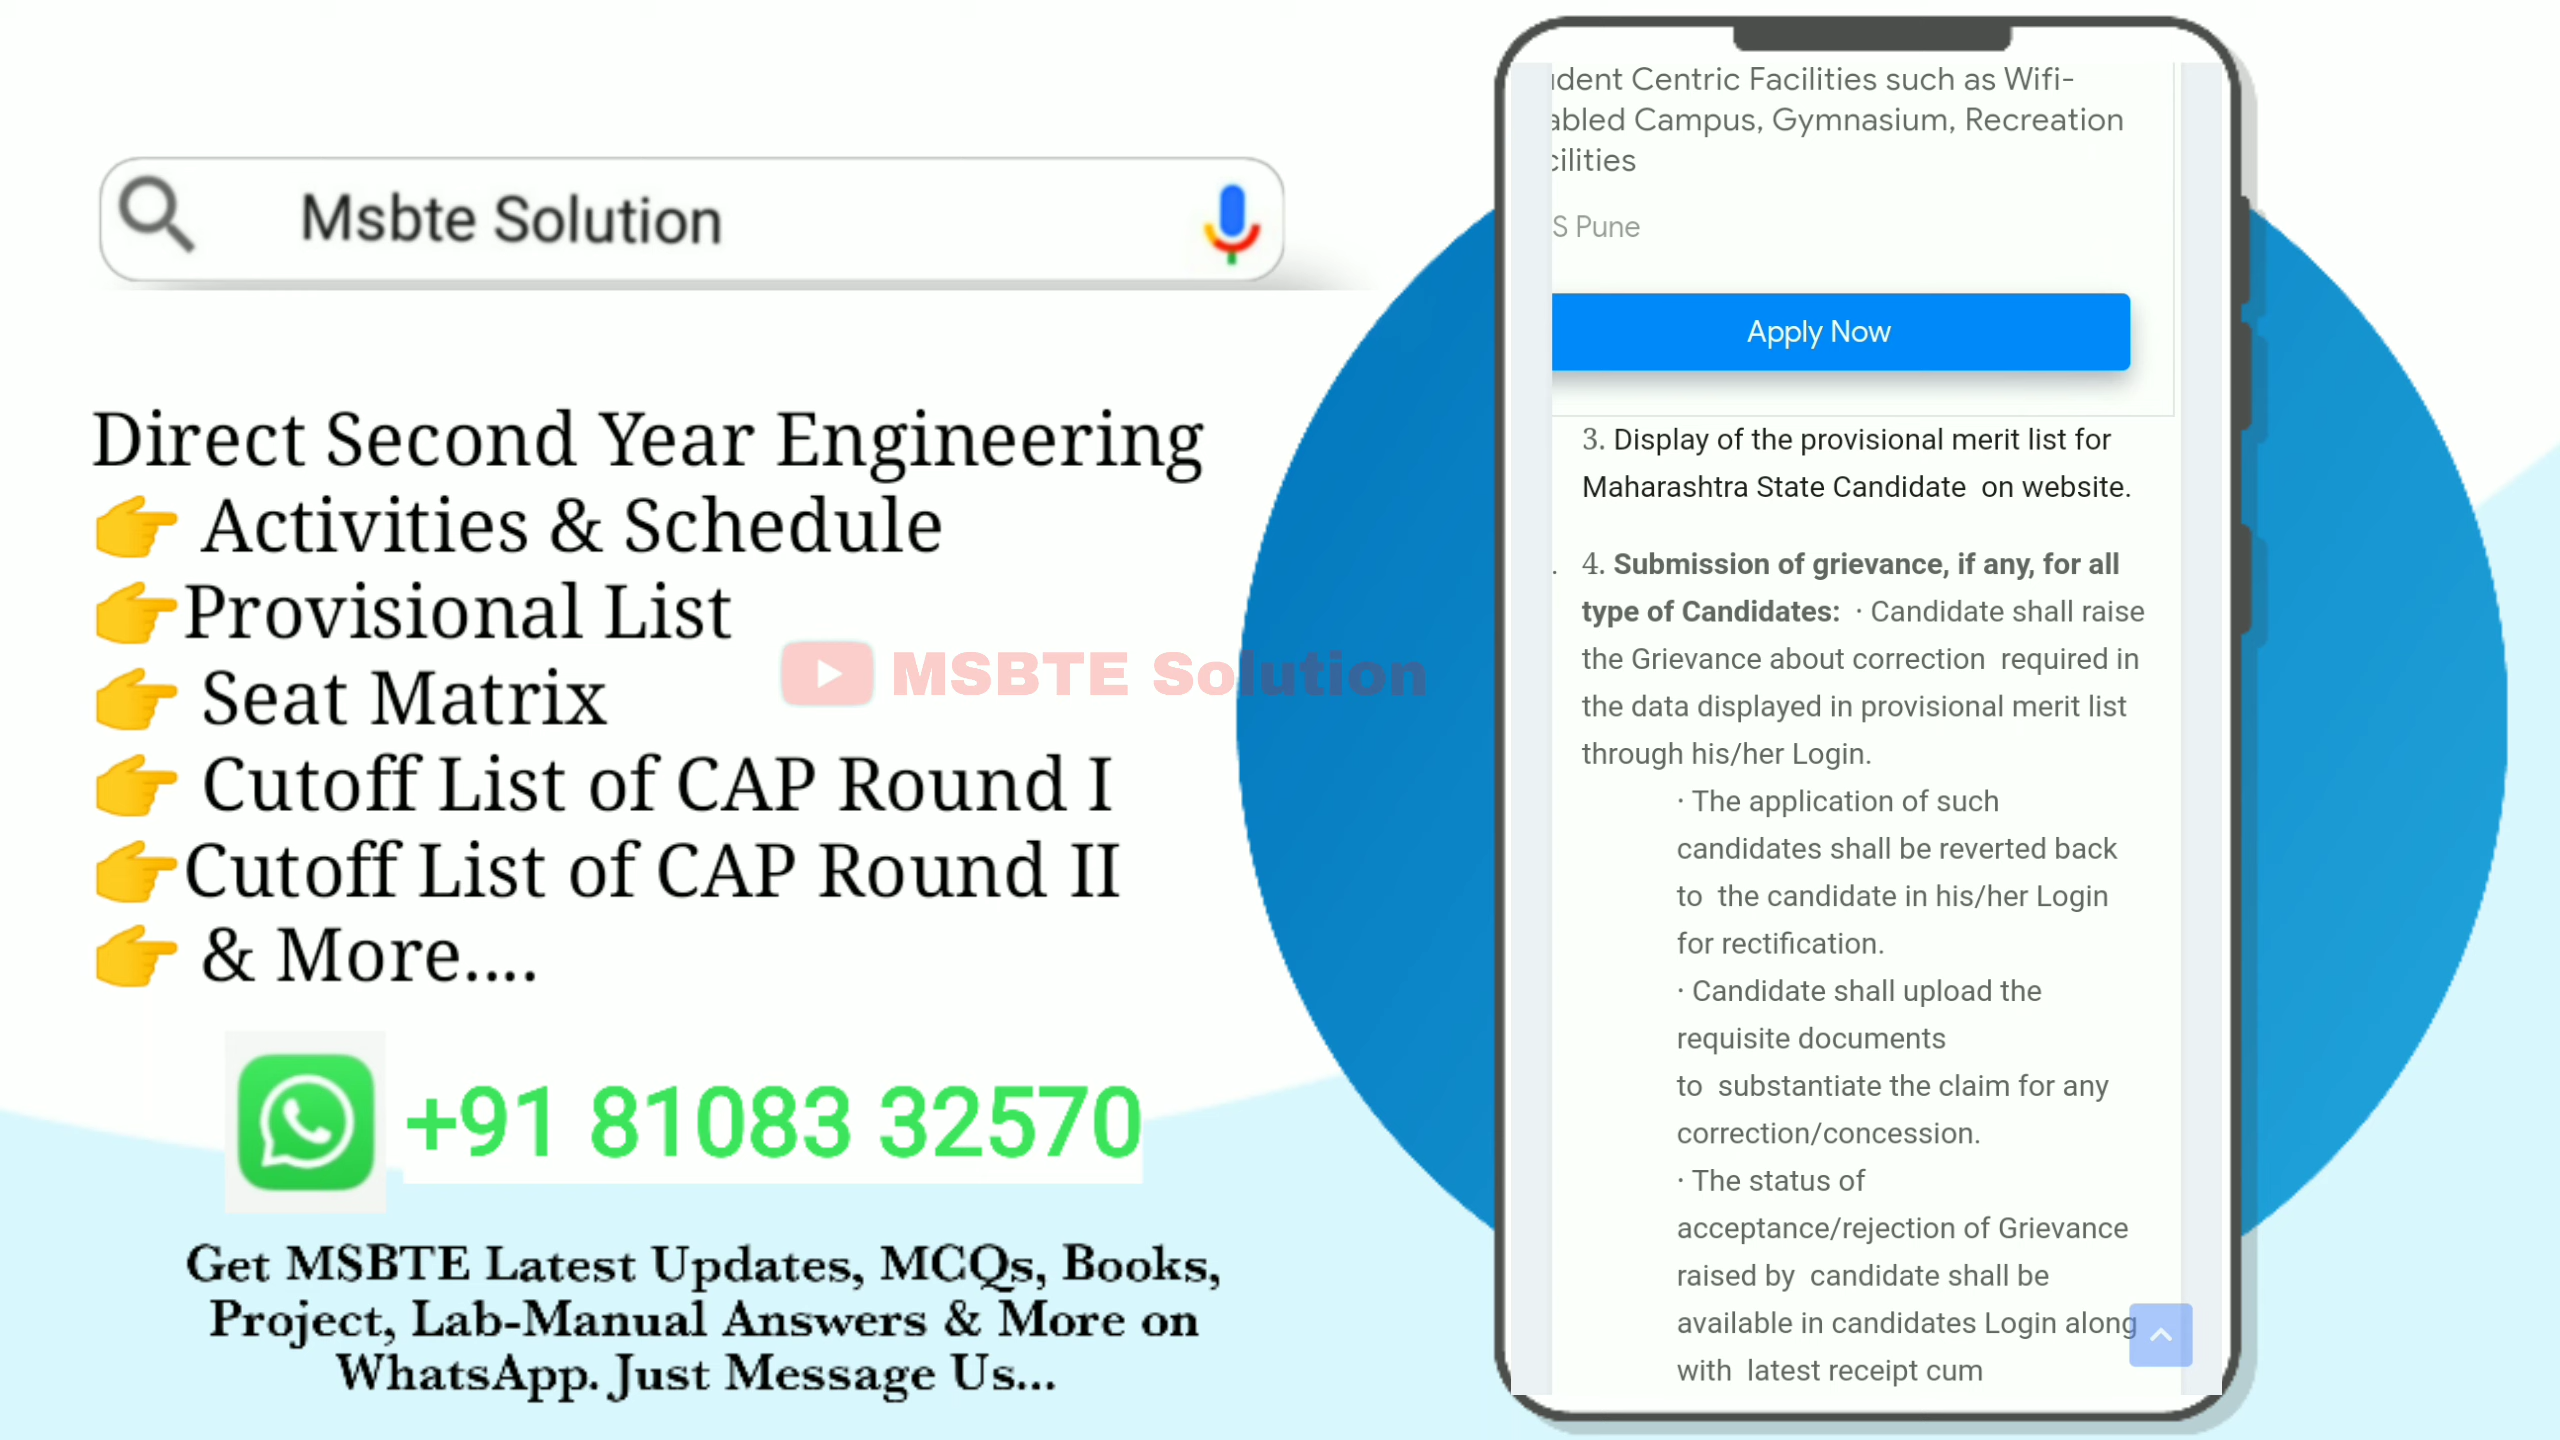 Msbte Solution
Direct Second Year Engineering
👉 Activities & Schedule
👉Provisional List
👉 Seat Matrix
👉 Cutoff List of CAP Round I
👉Cutoff List of CAP Round II
👉 & More....
MSBTE Solution
+91 81083 32570
Get MSBTE Latest Updates, MCQs, Books,
Project, Lab-Manual Answers & More on
WhatsApp. Just Message Us...
dent Centric Facilities such as Wifi-
abled Campus, Gymnasium, Recreation
cilities
S Pune
Apply Now
3. Display of the provisional merit list for
Maharashtra State Candidate on website.
. 4. Submission of grievance, if any, for all
type of Candidates: · Candidate shall raise
the Grievance about correction required in
the data displayed in provisional merit list
through his/her Login.
· The application of such
candidates shall be reverted back
to the candidate in his/her Login
for rectification.
· Candidate shall upload the
requisite documents
to substantiate the claim for any
correction/concession.
· The status of
acceptance/rejection of Grievance
raised by candidate shall be
available in candidates Login along
with latest receipt cum